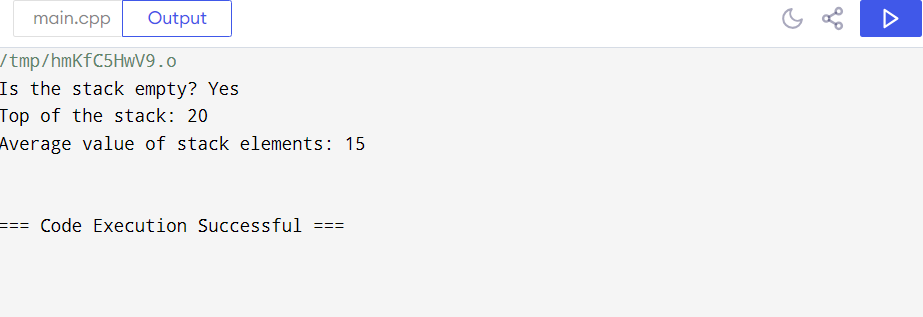 main.cpp Output
/tmp/hmKfC5HwV9.o
Is the stack empty? Yes
Top of the stack: 20
Average value of stack elements: 15
=== Code Execution Successful ===